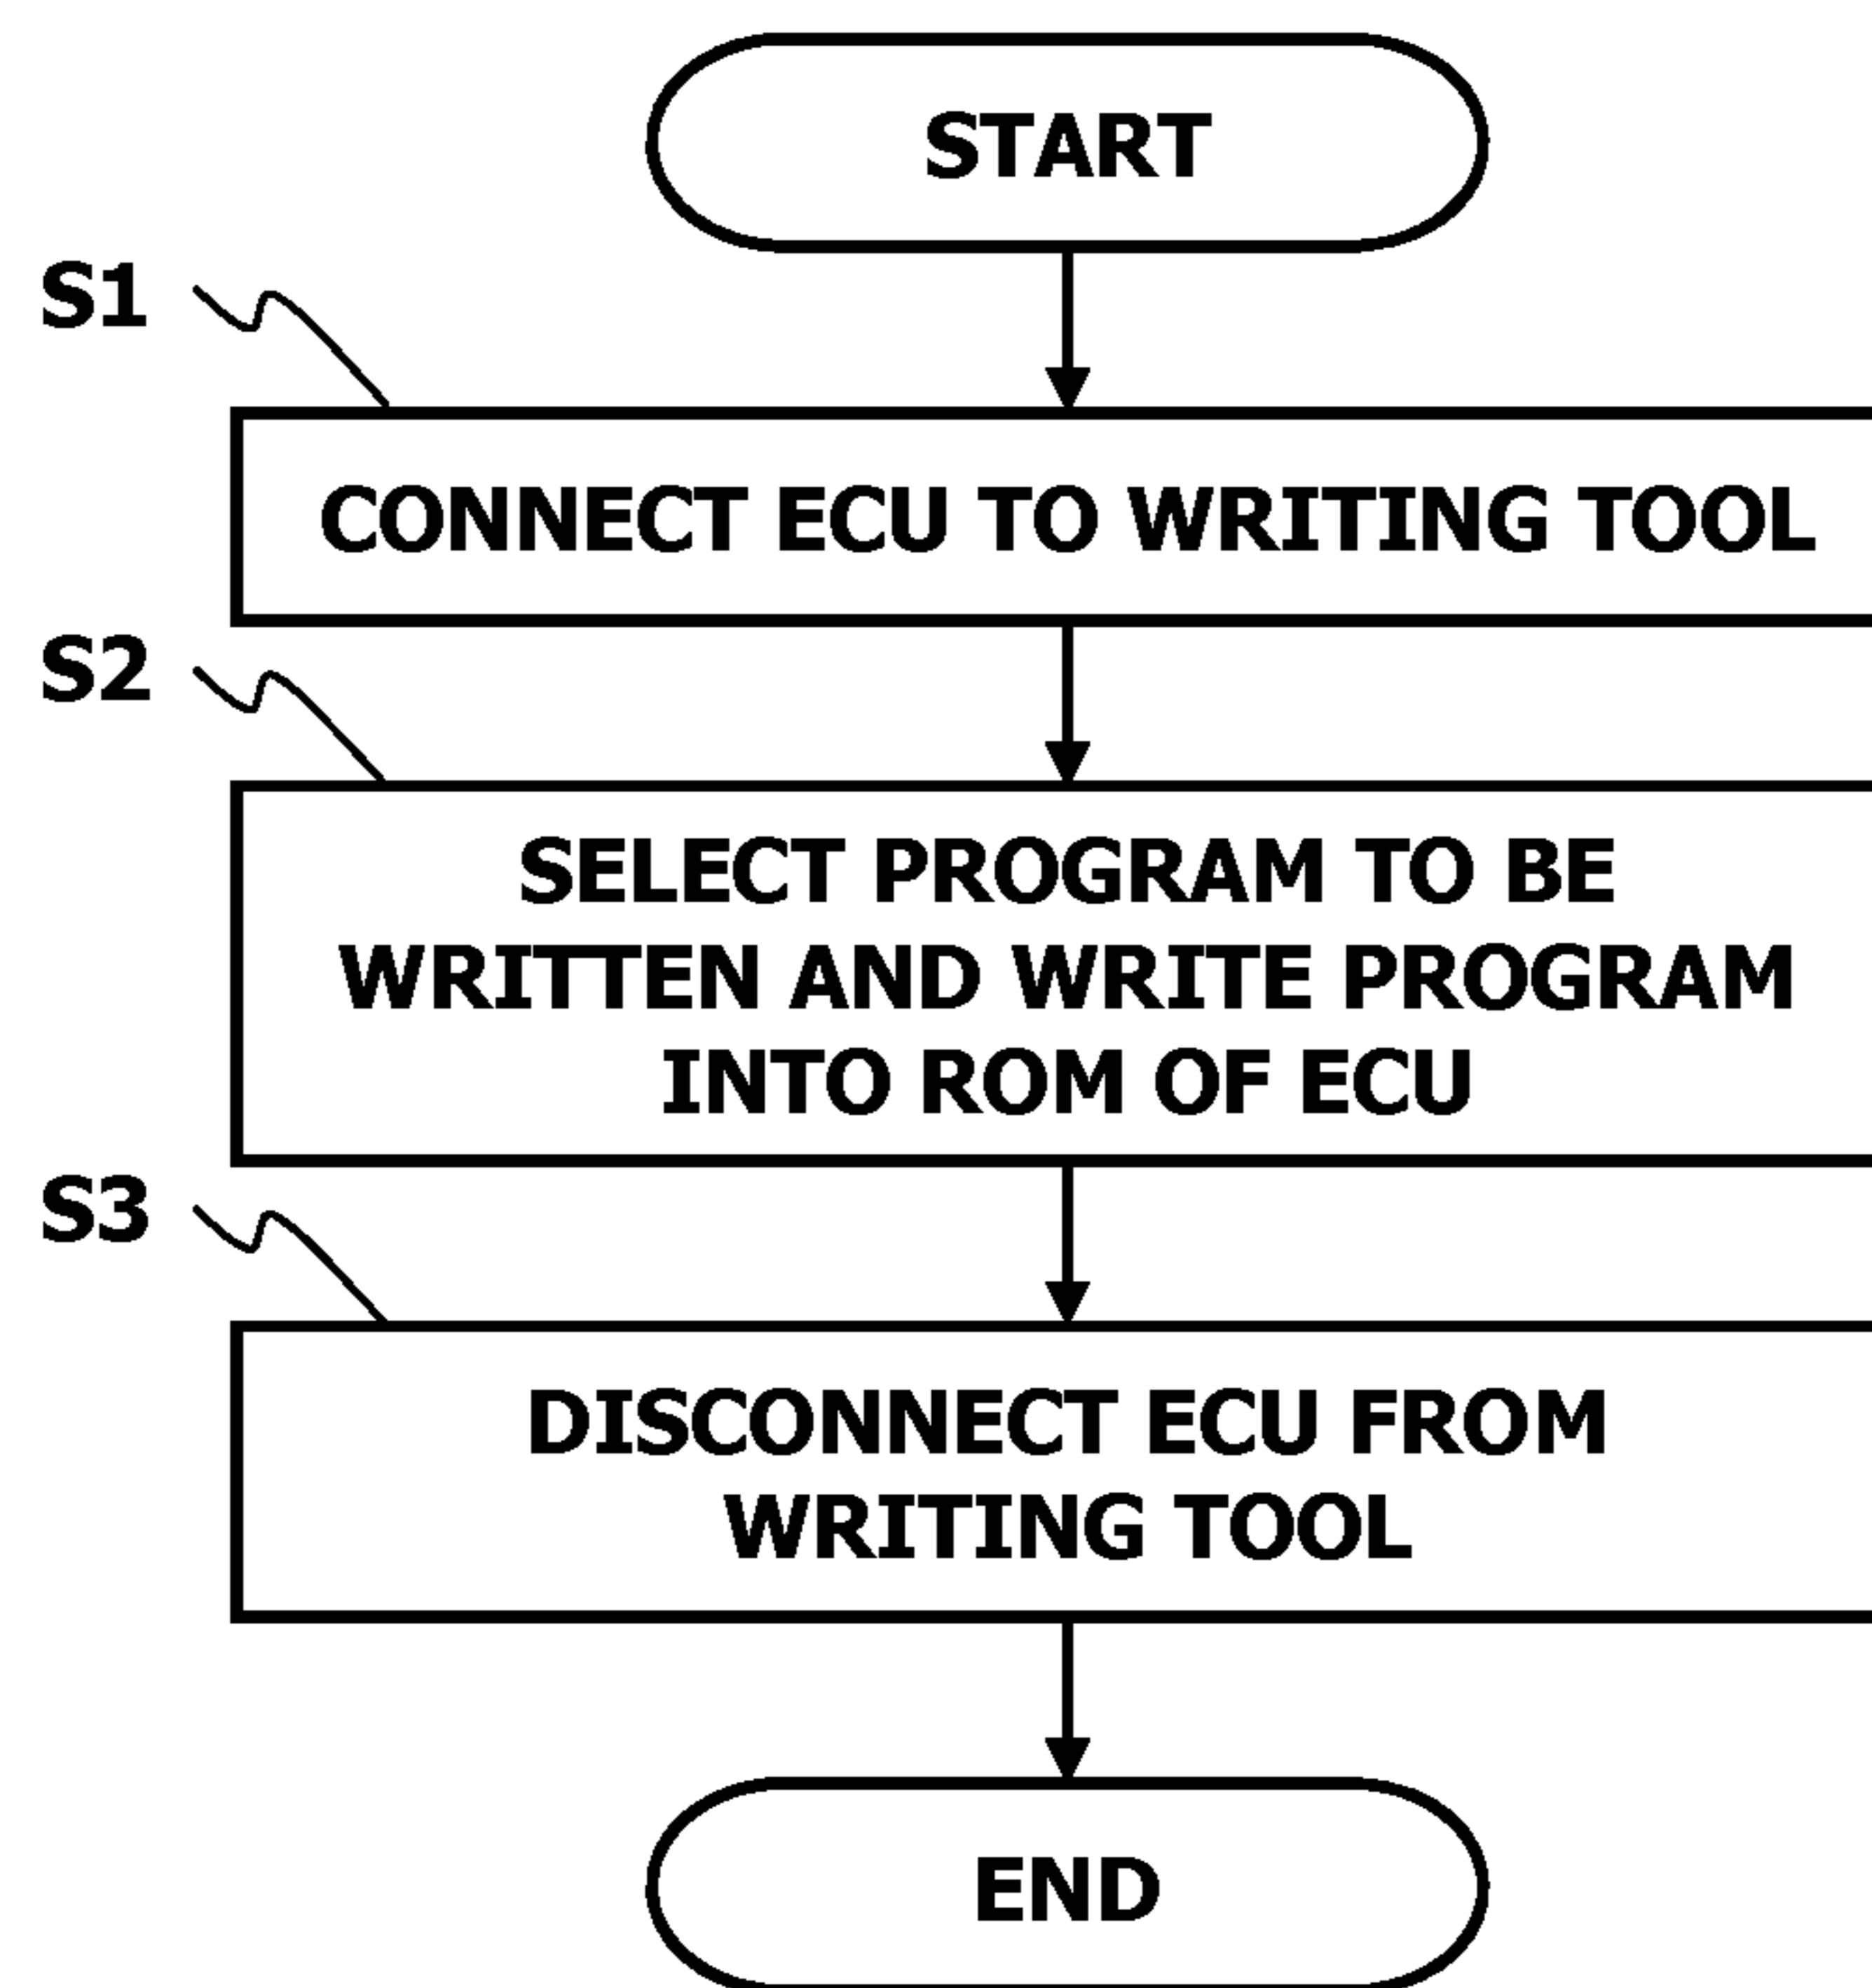 START
S1
CONNECT ECU TO WRITING TOOL
S2
SELECT PROGRAM TO BE
WRITTEN AND WRITE PROGRAM
INTO ROM OF ECU
S3
DISCONNECT ECU FROM
WRITING TOOL
END